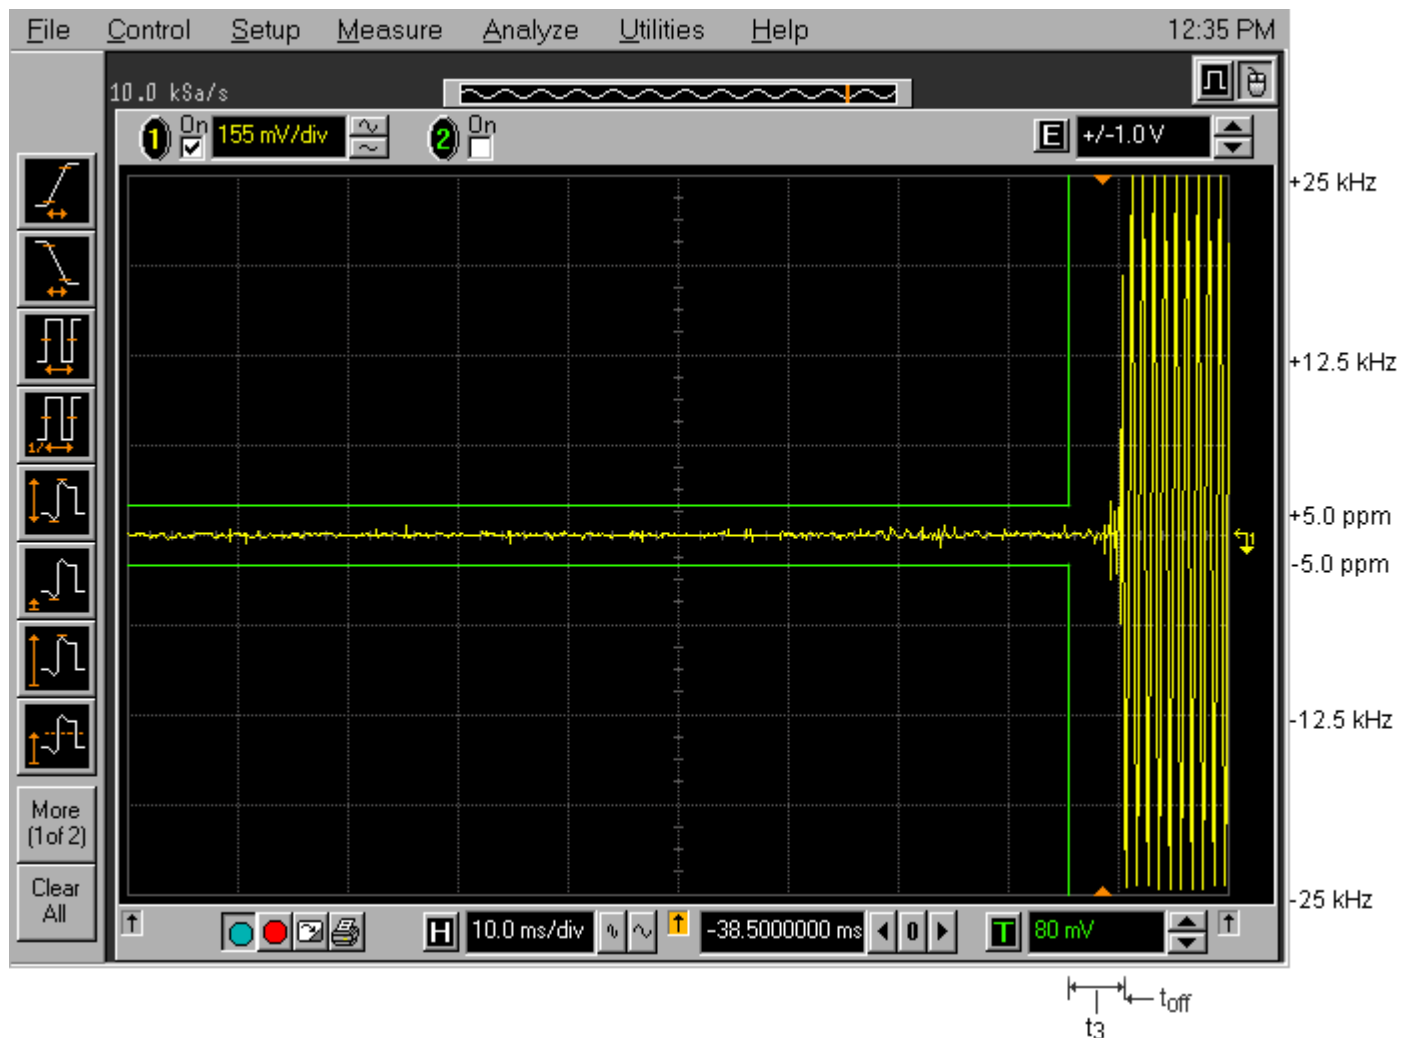 File Control Setup Measure Analyze Utilities Help 12:35 PM
10.0 kSa/s
1 On 155 mV/div 2 On E +/-1.0 V
+25 kHz
+12.5 kHz
+5.0 ppm
-5.0 ppm
-12.5 kHz
-25 kHz
1/
1
More
(1of 2)
Clear
All
H 10.0 ms/div -38.5000000 ms 0 T 80 mV
toff
t3